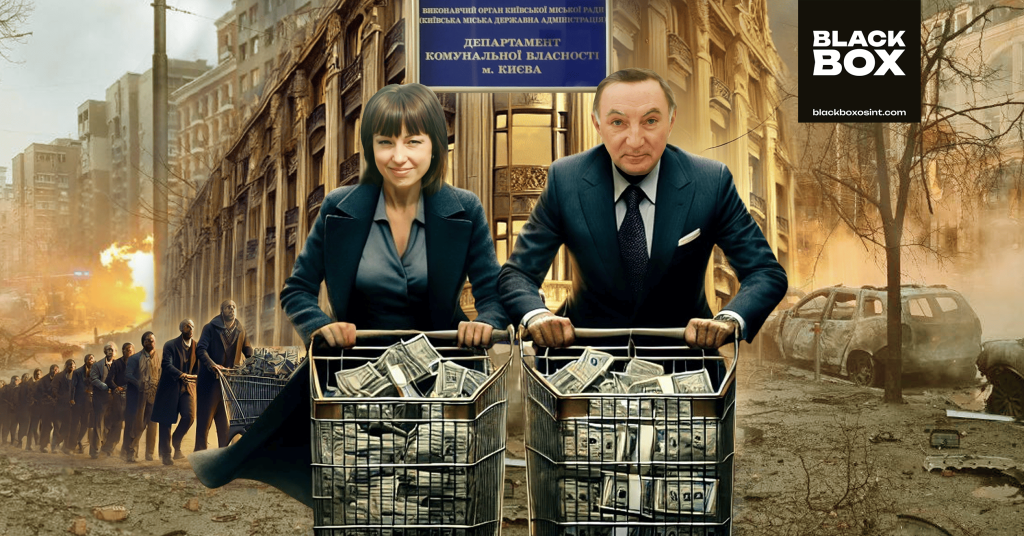 ВИКОНАВЧИЙ ОРГАН КИЇВСЬКОЇ МІСЬКОЇ РАДИ
(КИЇВСЬКА МІСЬКА ДЕРЖАВНА АДМІНІСТРАЦІЯ)
ДЕПАРТАМЕНТ
КОМУНАЛЬНОЇ ВЛАСНОСТІ
м. КИЄВА
BLACK
BOX
blackboxosint.com